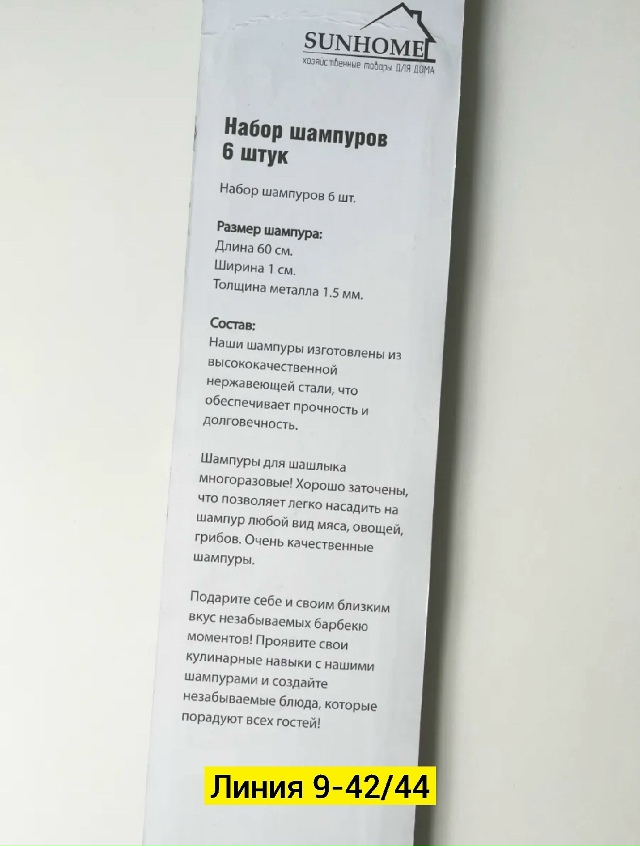 SUNHOME
хозяйственные товары ДЛЯ ДОМА
Набор шампуров
6 штук
Набор шампуров 6 шт.
Размер шампура:
Длина 60 см.
Ширина 1 см.
Толщина металла 1.5 мм.
Состав:
Наши шампуры изготовлены из
высококачественной
нержавеющей стали, что
обеспечивает прочность и
долговечность.
Шампуры для шашлыка
многоразовые! Хорошо заточены,
что позволяет легко насадить на
шампур любой вид мяса, овощей,
грибов. Очень качественные
шампуры.
Подарите себе и своим близким
вкус незабываемых барбекю
моментов! Проявите свои
кулинарные навыки с нашими
шампурами и создайте
незабываемые блюда, которые
порадуют всех гостей!
Линия 9-42/44